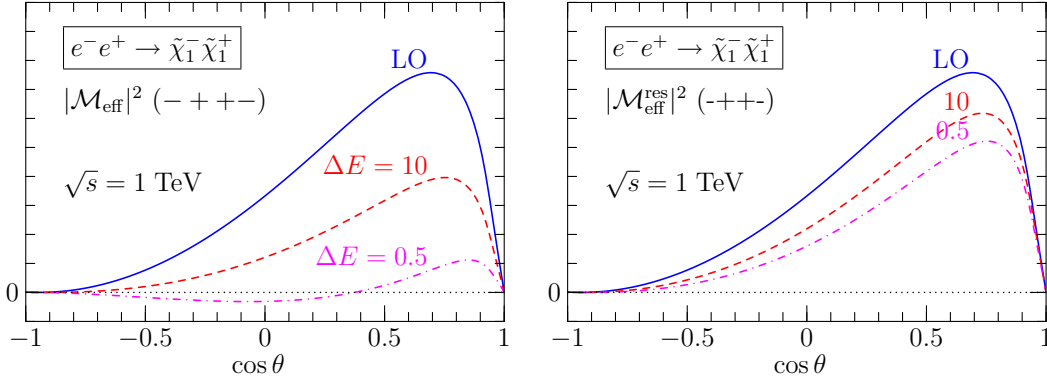 e⁻e⁺ → χ̃₁⁻χ̃₁⁺
LO
|ℳ_eff|² (− + +−)
ΔE = 10
√s = 1 TeV
ΔE = 0.5
0
−1 −0.5 0 0.5 1
cos θ
e⁻e⁺ → χ̃₁⁻χ̃₁⁺
LO
|ℳ_eff^res|² (-++-)
10
0.5
√s = 1 TeV
0
−1 −0.5 0 0.5 1
cos θ